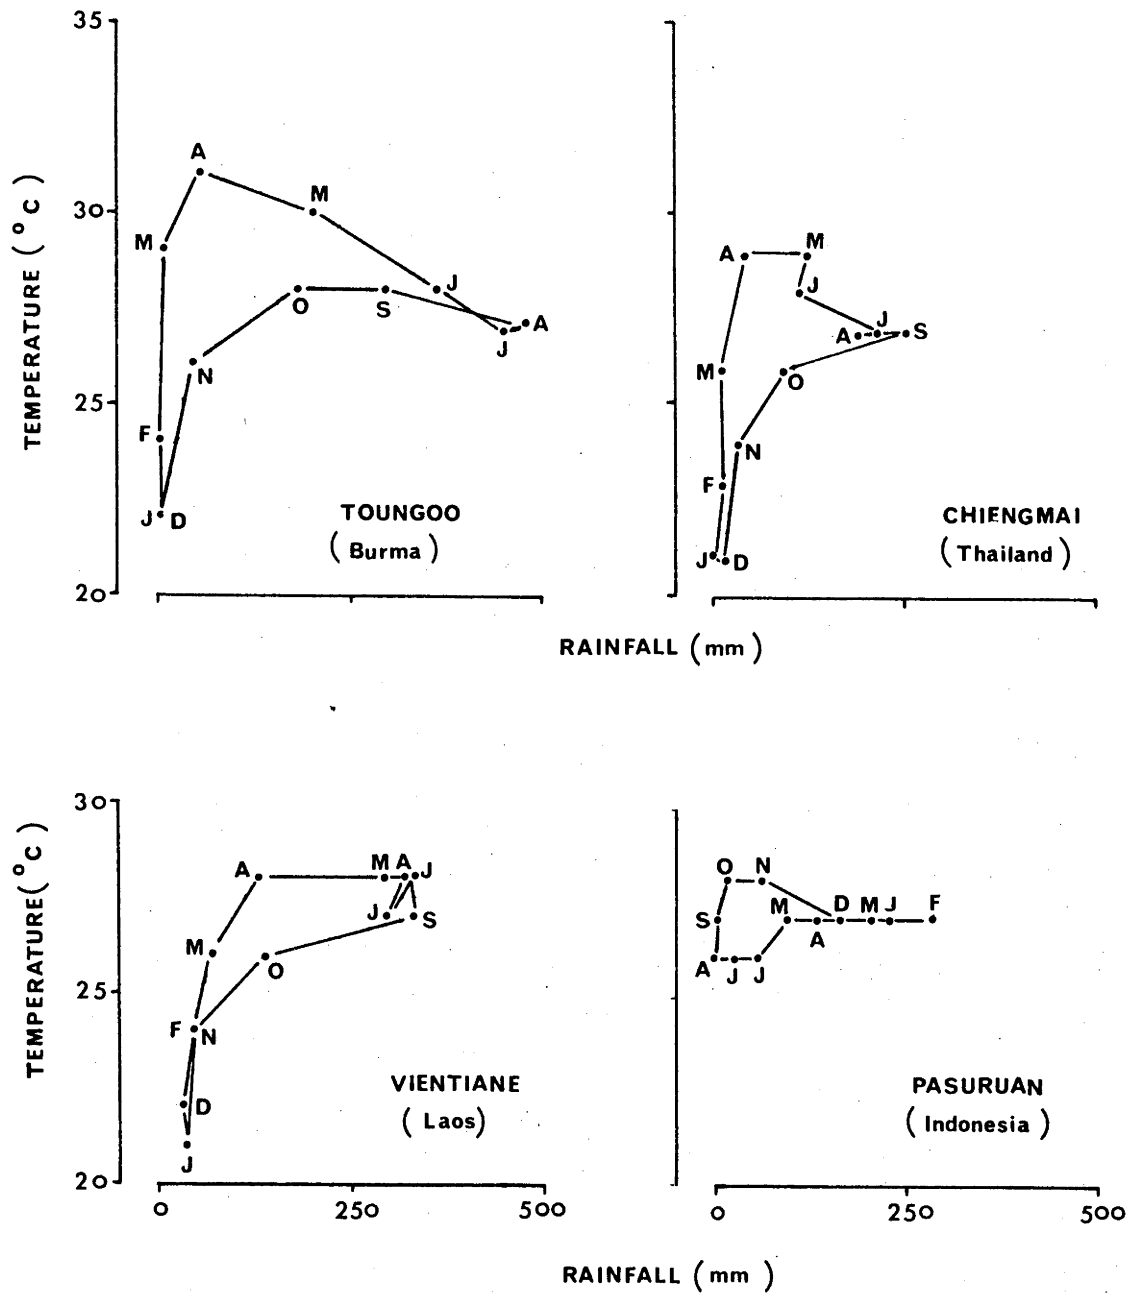 35
30
25
20
TEMPERATURE (°C)
A
M
M
J
A
J
S
O
N
F
J D
TOUNGOO
(Burma)
A M
J
J
A S
M
O
N
F
J D
CHIENGMAI
(Thailand)
RAINFALL (mm)
30
25
20
TEMPERATURE (°C)
A M A J
J S
M
O
F N
D
J
VIENTIANE
(Laos)
0 250 500
O N
S M D M J F
A
A J J
PASURUAN
(Indonesia)
0 250 500
RAINFALL (mm)